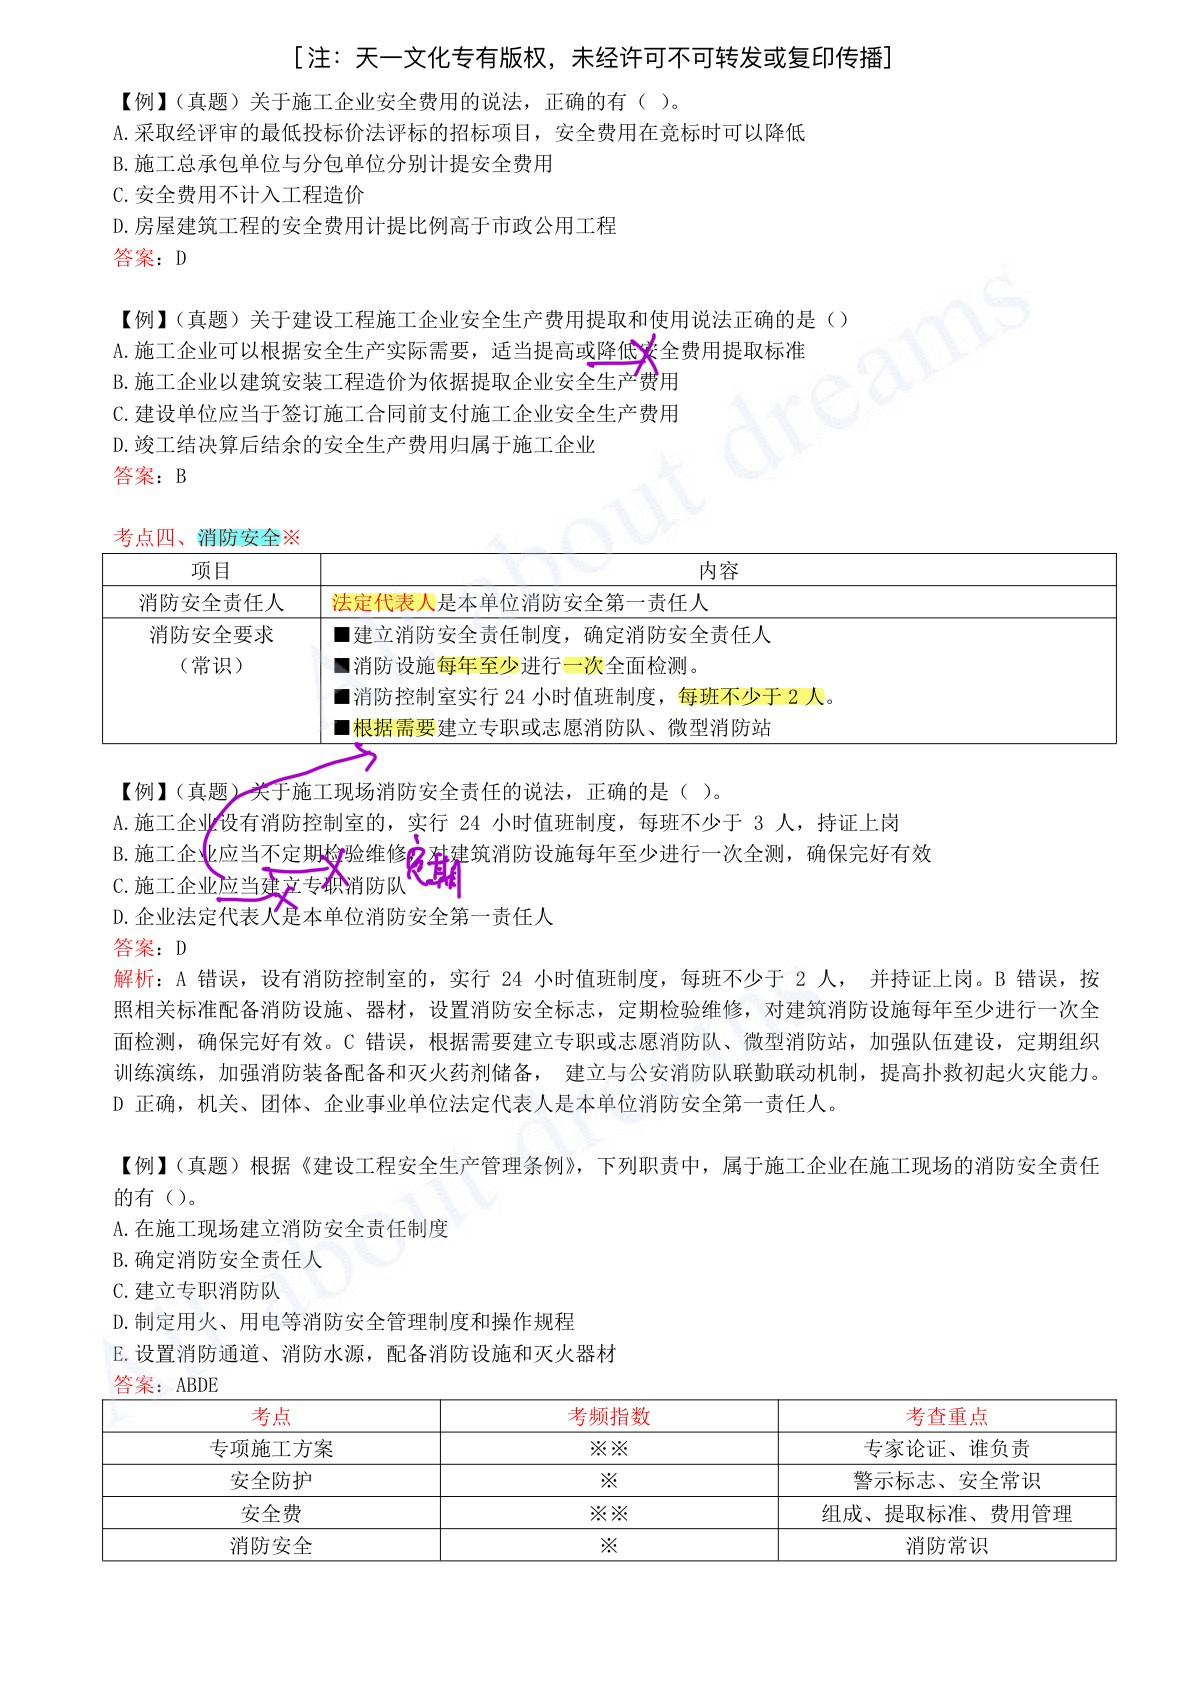 [注：天一文化专有版权，未经许可不可转发或复印传播]
【例】（真题）关于施工企业安全费用的说法，正确的有（ ）。
A.采取经评审的最低投标价法评标的招标项目，安全费用在竞标时可以降低
B.施工总承包单位与分包单位分别计提安全费用
C.安全费用不计入工程造价
D.房屋建筑工程的安全费用计提比例高于市政公用工程
答案：D
【例】（真题）关于建设工程施工企业安全生产费用提取和使用说法正确的是（）
A.施工企业可以根据安全生产实际需要，适当提高或降低安全费用提取标准
B.施工企业以建筑安装工程造价为依据提取企业安全生产费用
C.建设单位应当于签订施工合同前支付施工企业安全生产费用
D.竣工结决算后结余的安全生产费用归属于施工企业
答案：B
考点四、消防安全※
项目 内容
消防安全责任人 法定代表人是本单位消防安全第一责任人
消防安全要求 ■建立消防安全责任制度，确定消防安全责任人
（常识） ■消防设施每年至少进行一次全面检测。
■消防控制室实行24小时值班制度，每班不少于2人。
■根据需要建立专职或志愿消防队、微型消防站
【例】（真题）关于施工现场消防安全责任的说法，正确的是（ ）。
A.施工企业设有消防控制室的，实行 24 小时值班制度，每班不少于 3 人，持证上岗
B.施工企业应当不定期检验维修，对建筑消防设施每年至少进行一次全测，确保完好有效
定期
C.施工企业应当建立专职消防队
D.企业法定代表人是本单位消防安全第一责任人
答案：D
解析：A 错误，设有消防控制室的，实行 24 小时值班制度，每班不少于 2 人， 并持证上岗。B 错误，按
照相关标准配备消防设施、器材，设置消防安全标志，定期检验维修，对建筑消防设施每年至少进行一次全
面检测，确保完好有效。C 错误，根据需要建立专职或志愿消防队、微型消防站，加强队伍建设，定期组织
训练演练，加强消防装备配备和灭火药剂储备， 建立与公安消防队联勤联动机制，提高扑救初起火灾能力。
D 正确，机关、团体、企业事业单位法定代表人是本单位消防安全第一责任人。
【例】（真题）根据《建设工程安全生产管理条例》，下列职责中，属于施工企业在施工现场的消防安全责任
的有（）。
A.在施工现场建立消防安全责任制度
B.确定消防安全责任人
C.建立专职消防队
D.制定用火、用电等消防安全管理制度和操作规程
E.设置消防通道、消防水源，配备消防设施和灭火器材
答案：ABDE
考点 考频指数 考查重点
专项施工方案 ※※ 专家论证、谁负责
安全防护 ※ 警示标志、安全常识
安全费 ※※ 组成、提取标准、费用管理
消防安全 ※ 消防常识
All about dreams
All about dreams